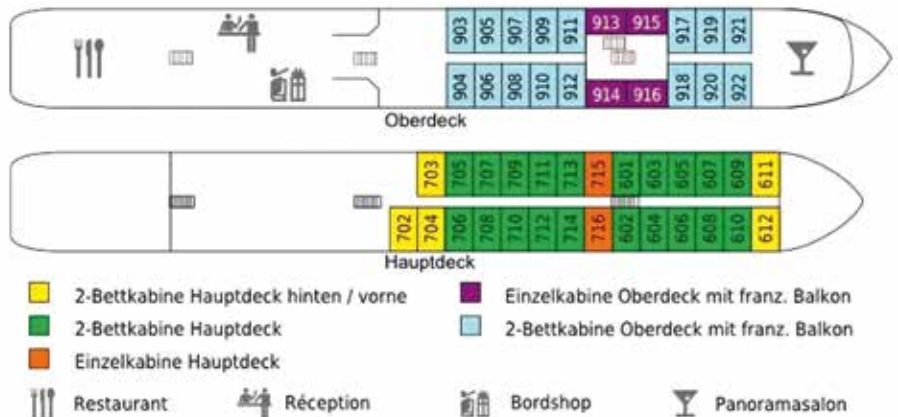 903 905 907 909 911 913 915 917 919 921
904 906 908 910 912 914 916 918 920 922
Oberdeck
703 705 707 709 711 713 715 601 603 605 607 609 611
702 704 706 708 710 712 714 716 602 604 606 608 610 612
Hauptdeck
2-Bettkabine Hauptdeck hinten / vorne
Einzelkabine Oberdeck mit franz. Balkon
2-Bettkabine Hauptdeck
2-Bettkabine Oberdeck mit franz. Balkon
Einzelkabine Hauptdeck
Restaurant Réception Bordshop Panoramasalon